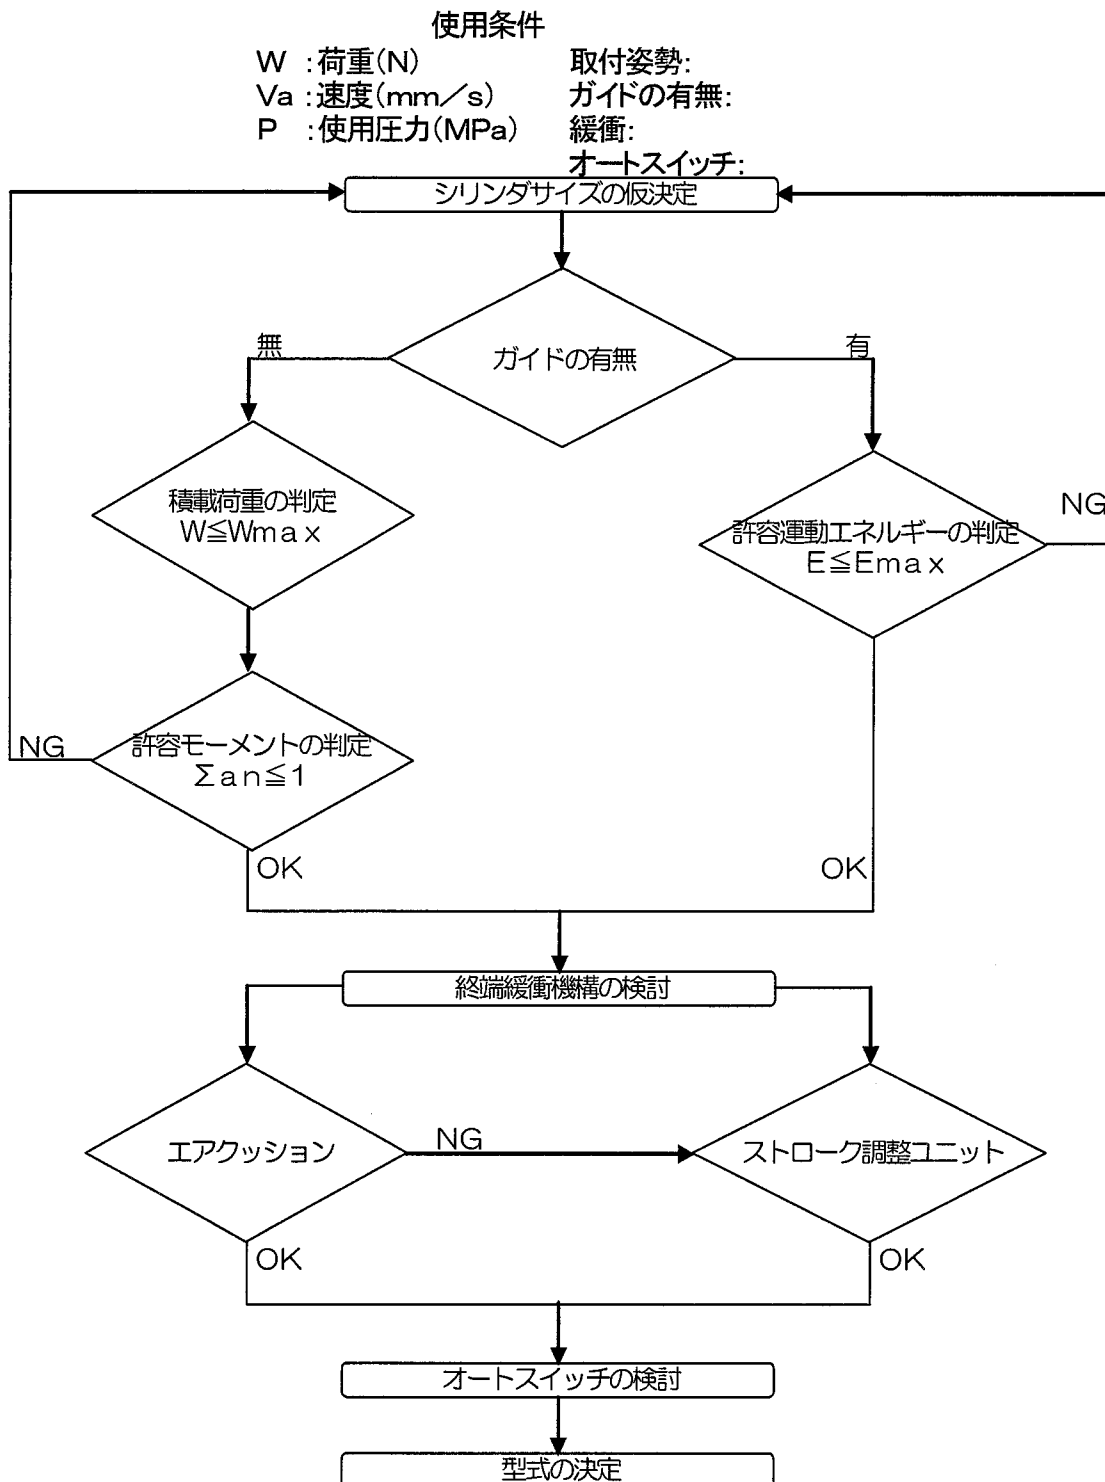 使用条件
W :荷重(N) 取付姿勢:
Va:速度(mm/s) ガイドの有無:
P :使用圧力(MPa) 緩衝:
オートスイッチ:
シリンダサイズの仮決定
ガイドの有無
無
有
積載荷重の判定
W≦Wmax
許容運動エネルギーの判定
E≦Emax
NG
許容モーメントの判定
Σan≦1
NG
OK
OK
終端緩衝機構の検討
エアクッション
NG
ストローク調整ユニット
OK
OK
オートスイッチの検討
型式の決定